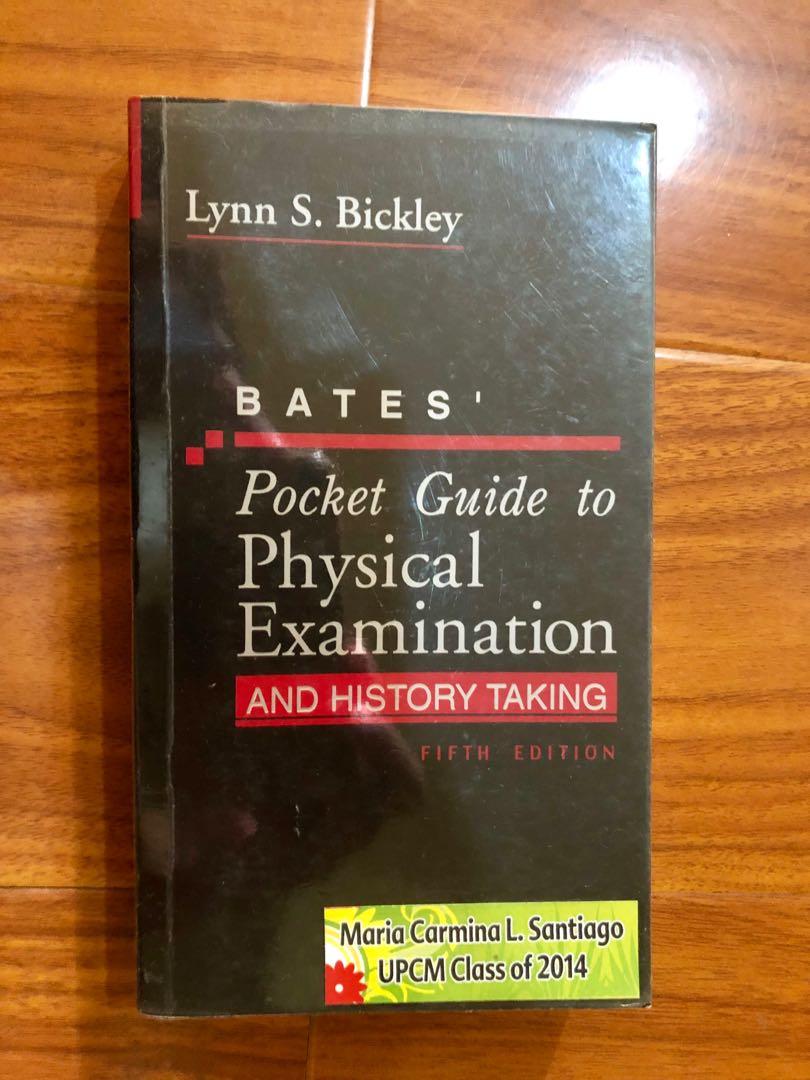 Lynn S. Bickley
BATES'
Pocket Guide to
Physical
Examination
AND HISTORY TAKING
FIFTH EDITION
Maria Carmina L. Santiago
UPCM Class of 2014